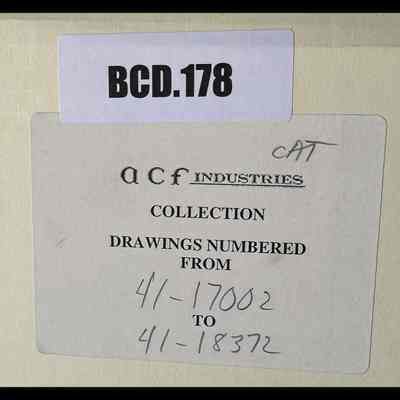 BCD.178
CAT
acf INDUSTRIES
COLLECTION
DRAWINGS NUMBERED
FROM
41-17002
TO
41-18372